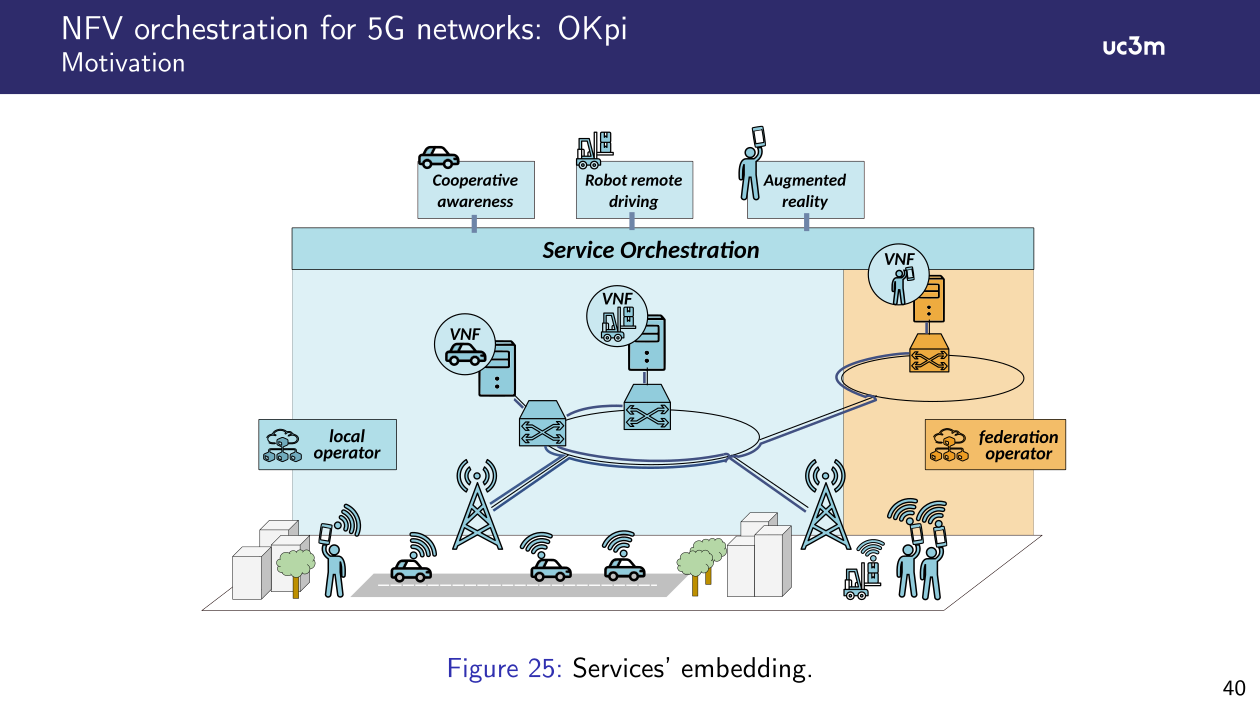 NFV orchestration for 5G networks: OKpi
Motivation
uc3m
Cooperative
awareness
Robot remote
driving
Augmented
reality
Service Orchestration
VNF
VNF
VNF
local
operator
federation
operator
Figure 25: Services' embedding.
40